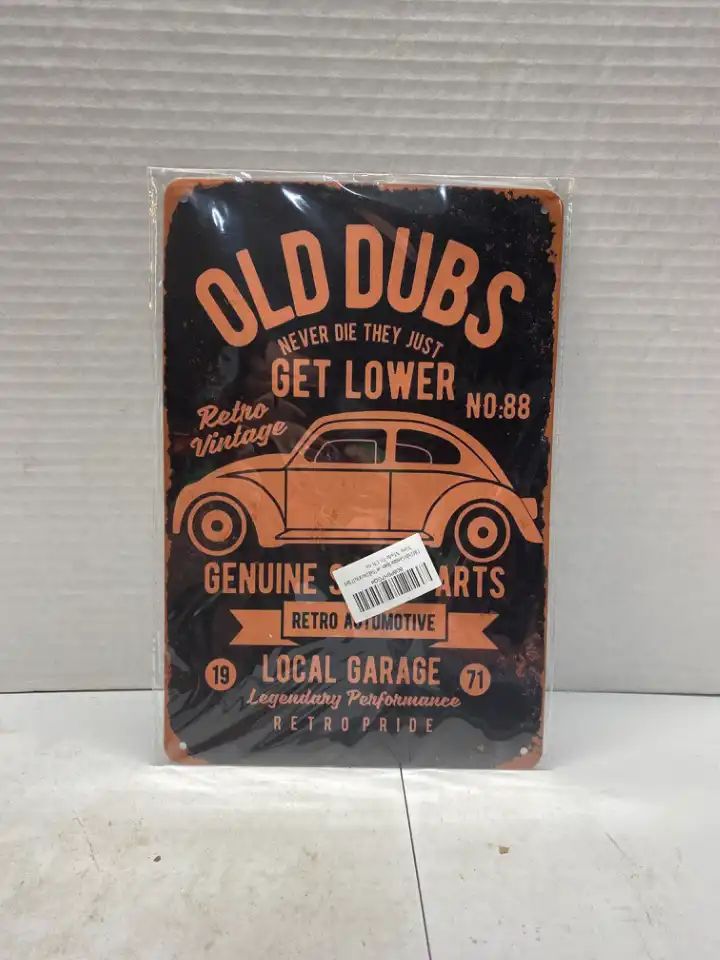 OLD DUBS
NEVER DIE THEY JUST
GET LOWER
NO:88
Retro
Vintage
GENUINE
RETRO AUTOMOTIVE
19
LOCAL GARAGE
71
Legendary Performance
RETRO PRIDE